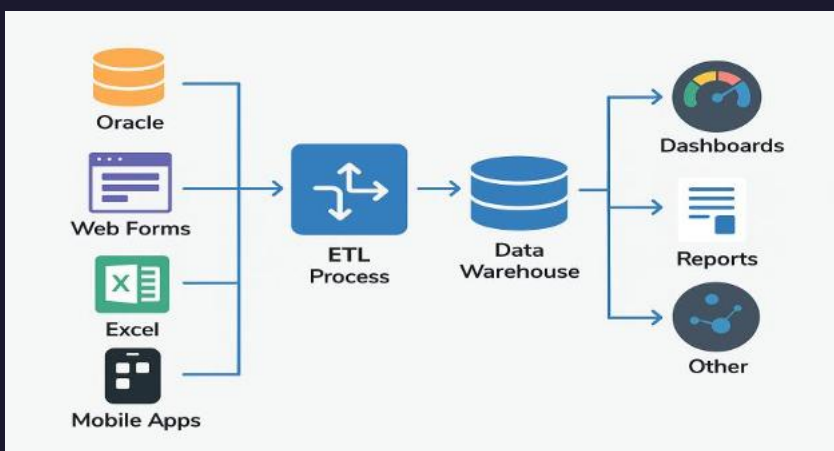 Oracle
Web Forms
Excel
Mobile Apps
ETL
Process
Data
Warehouse
Dashboards
Reports
Other